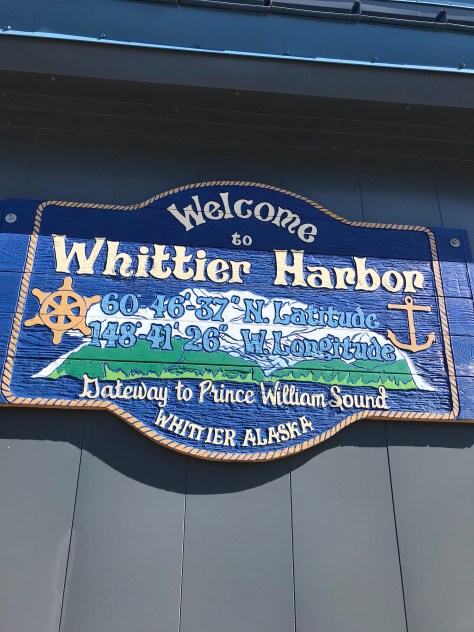 Welcome
to
Whittier Harbor
60-46'-37" N. Latitude
148-41' 26" W. Longitude
Gateway to Prince William Sound
WHITTIER ALASKA